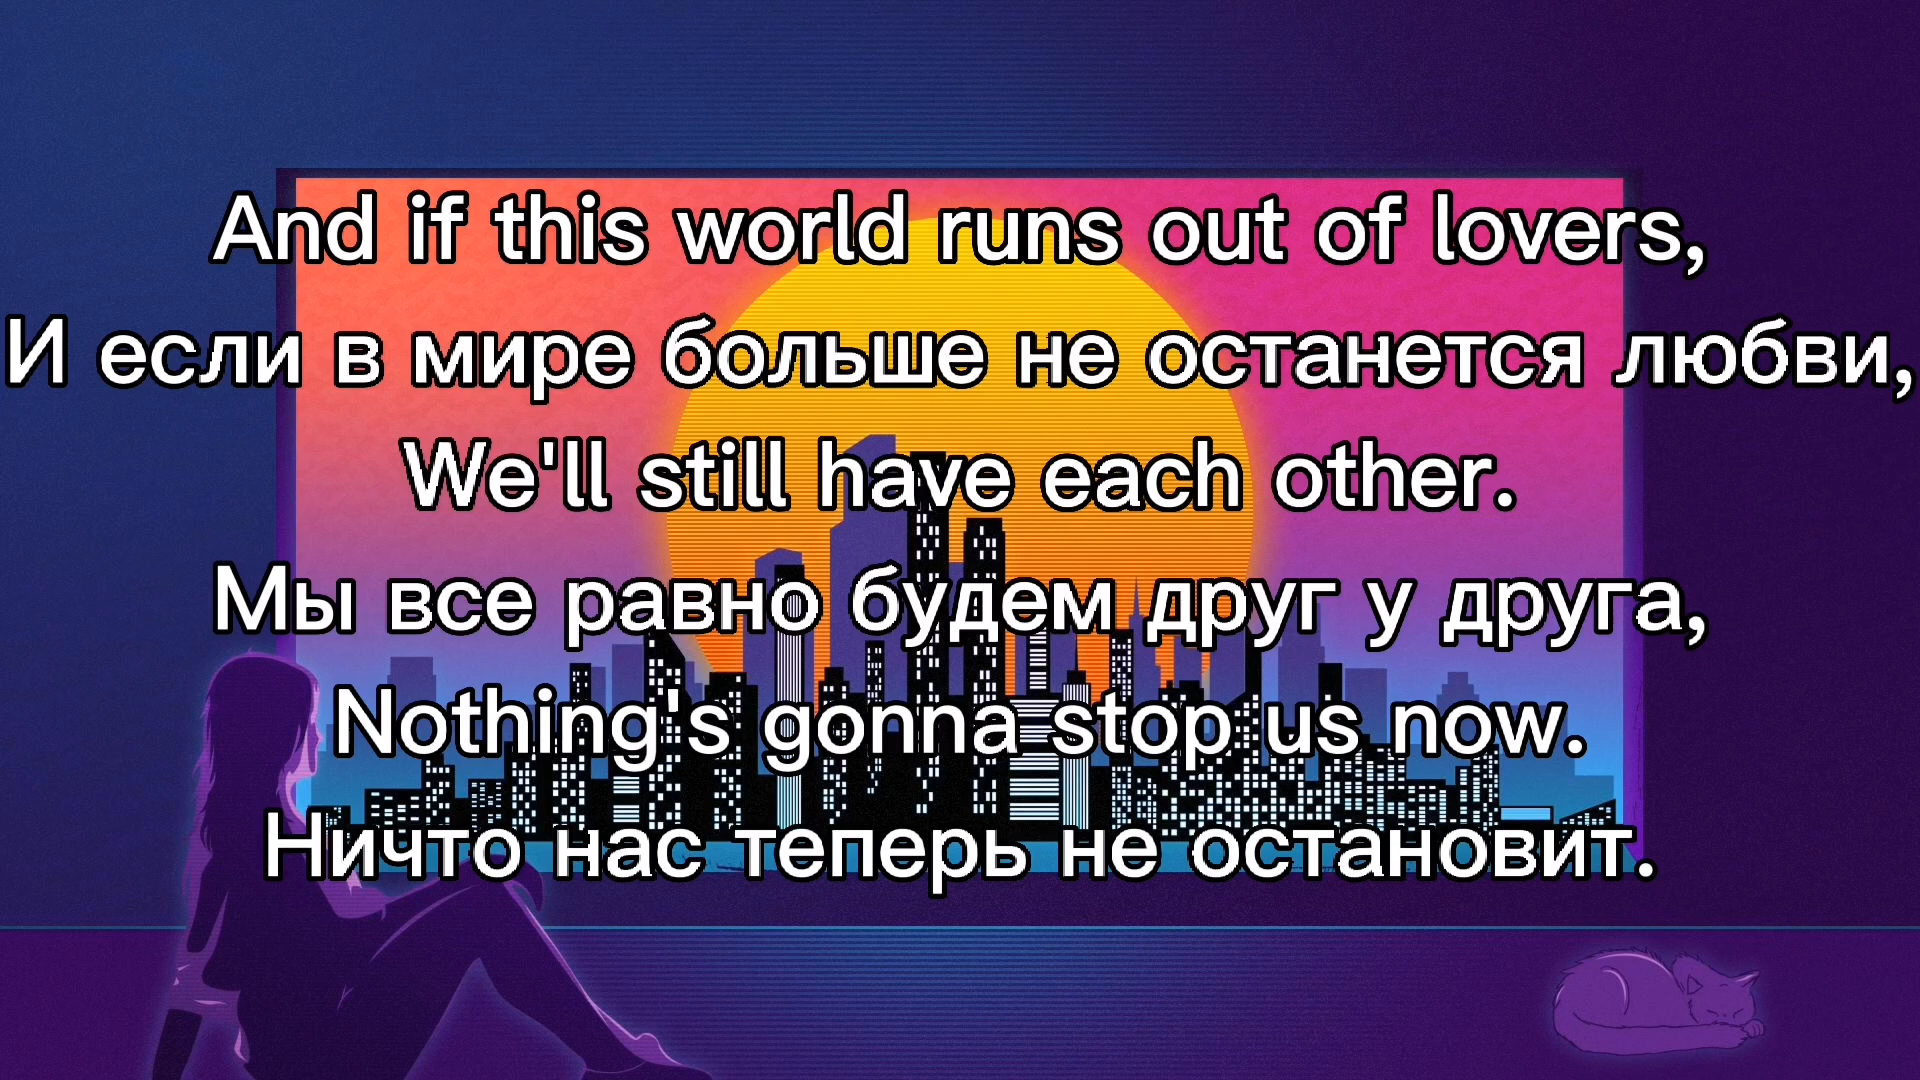 And if this world runs out of lovers,
И если в мире больше не останется любви,
We'll still have each other.
Мы все равно будем друг у друга,
Nothing's gonna stop us now.
Ничто нас теперь не остановит.